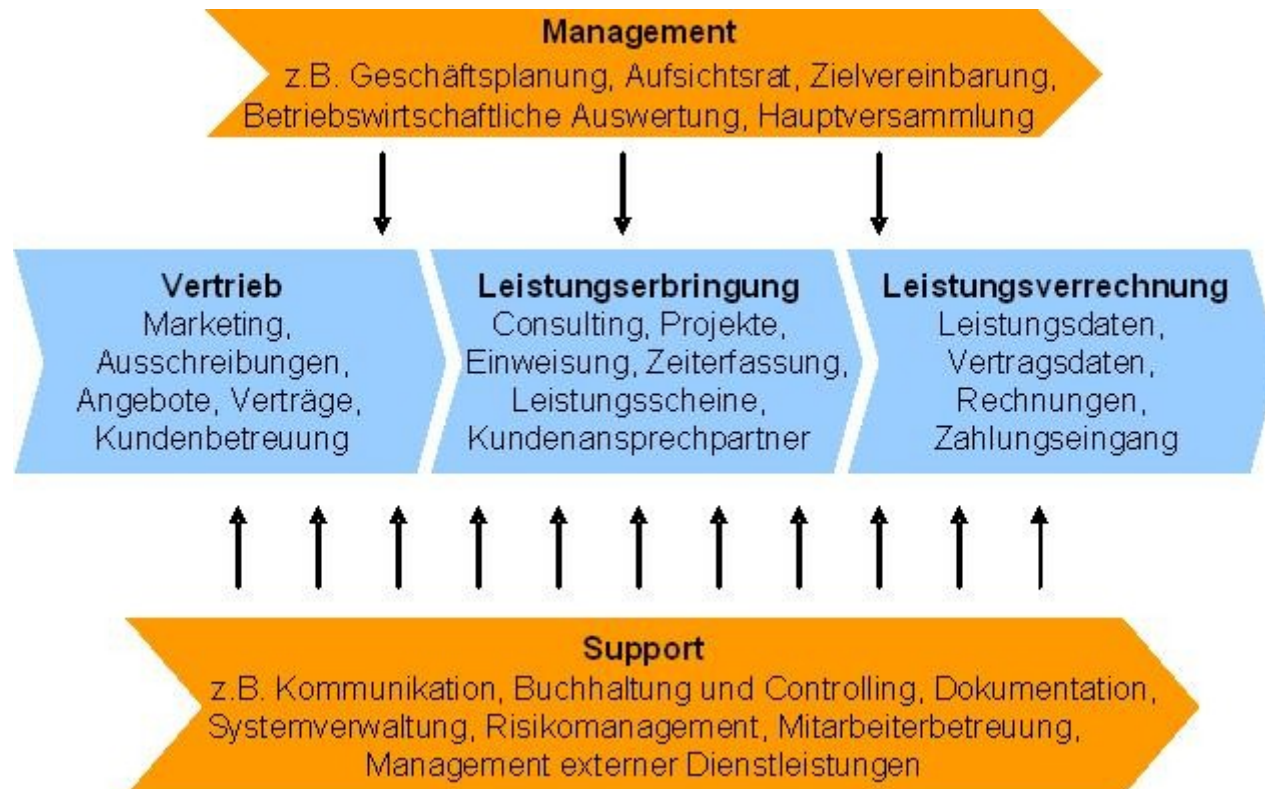 Management
z.B. Geschäftsplanung, Aufsichtsrat, Zielvereinbarung,
Betriebswirtschaftliche Auswertung, Hauptversammlung
Vertrieb
Marketing,
Ausschreibungen,
Angebote, Verträge,
Kundenbetreuung
Leistungserbringung
Consulting, Projekte,
Einweisung, Zeiterfassung,
Leistungsscheine,
Kundenansprechpartner
Leistungsverrechnung
Leistungsdaten,
Vertragsdaten,
Rechnungen,
Zahlungseingang
Support
z.B. Kommunikation, Buchhaltung und Controlling, Dokumentation,
Systemverwaltung, Risikomanagement, Mitarbeiterbetreuung,
Management externer Dienstleistungen